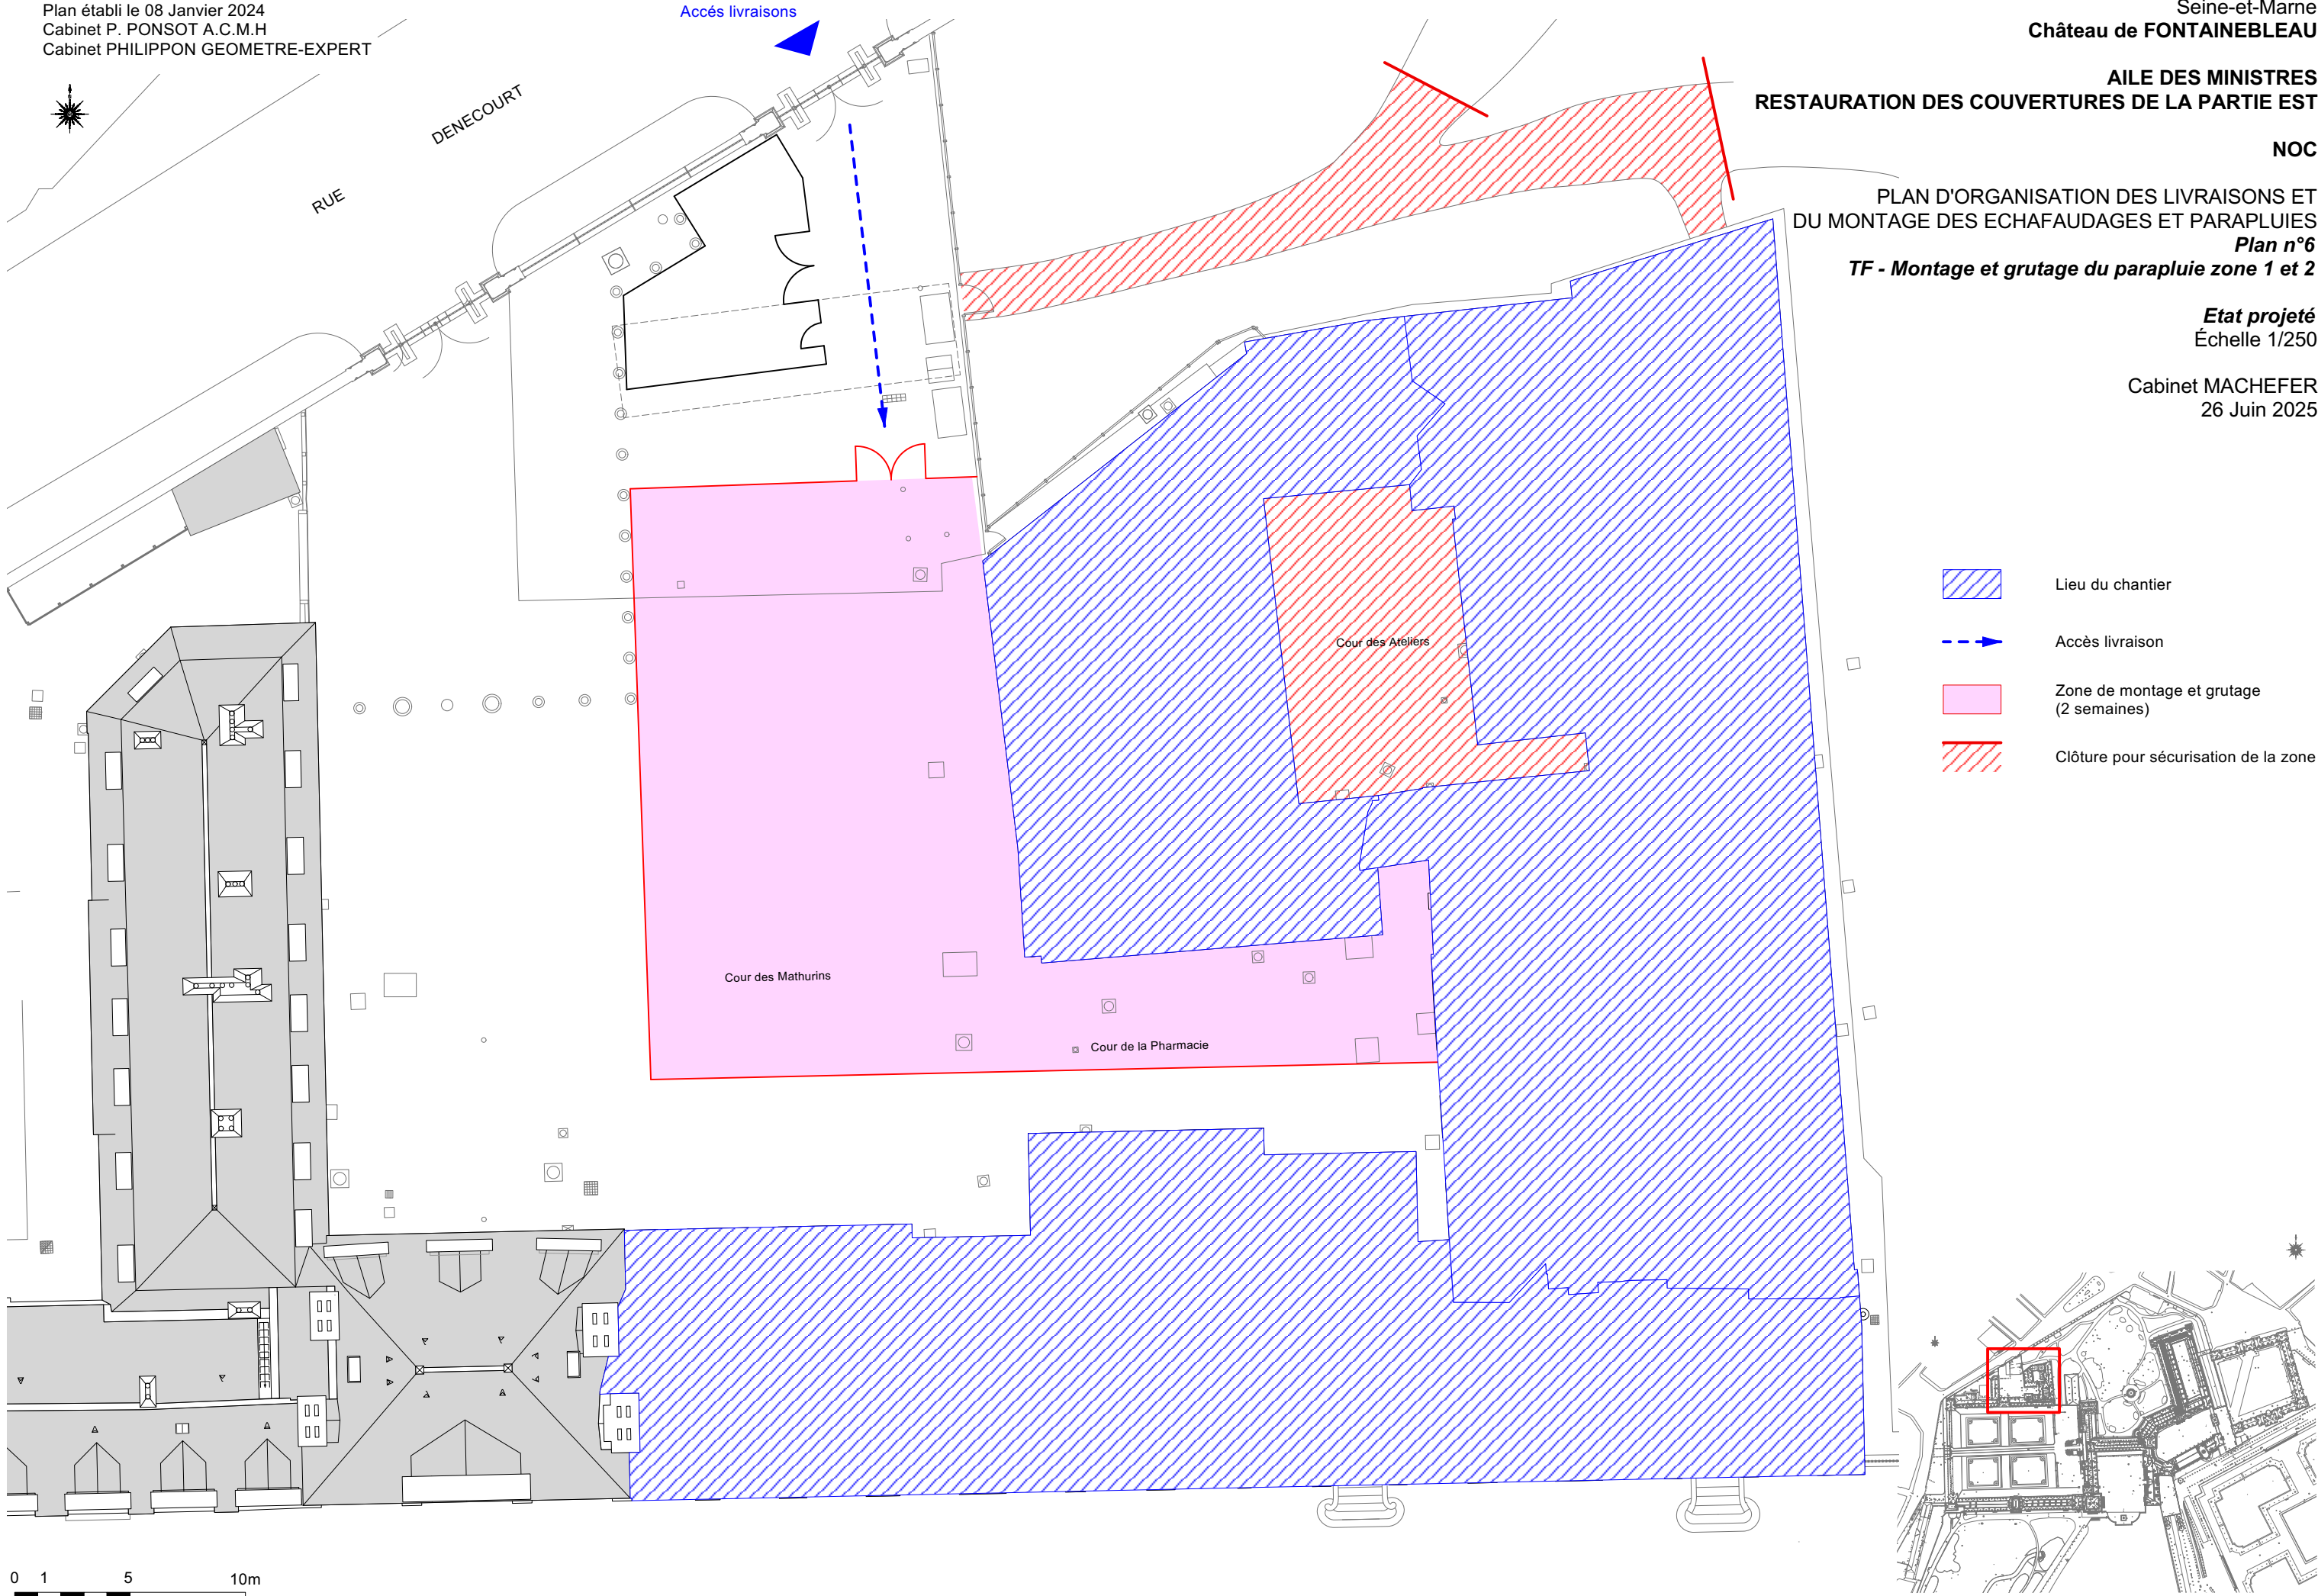 Plan établi le 08 Janvier 2024
Cabinet P. PONSOT A.C.M.H
Cabinet PHILIPPON GEOMETRE-EXPERT
Accés livraisons
Seine-et-Marne
Château de FONTAINEBLEAU
AILE DES MINISTRES
RESTAURATION DES COUVERTURES DE LA PARTIE EST
NOC
PLAN D'ORGANISATION DES LIVRAISONS ET
DU MONTAGE DES ECHAFAUDAGES ET PARAPLUIES
Plan n°6
TF - Montage et grutage du parapluie zone 1 et 2
Etat projeté
Échelle 1/250
Cabinet MACHEFER
26 Juin 2025
RUE DENECOURT
Lieu du chantier
Accès livraison
Zone de montage et grutage
(2 semaines)
Clôture pour sécurisation de la zone
Cour des Ateliers
Cour des Mathurins
Cour de la Pharmacie
0 1 5 10m